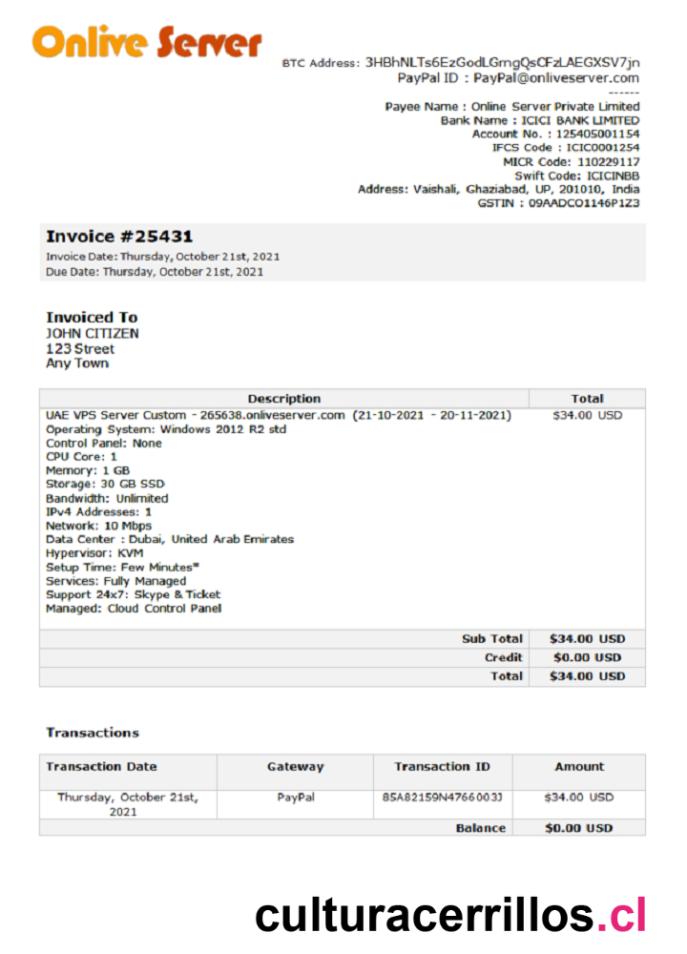 Onlive Server
BTC Address: 3HBhNLTs6EzGodLGmgQsCFzLAEGXSV7jn
PayPal ID : PayPal@onliveserver.com
------
Payee Name : Online Server Private Limited
Bank Name : ICICI BANK LIMITED
Account No. : 125405001154
IFCS Code : ICIC0001254
MICR Code: 110229117
Swift Code: ICICINBB
Address: Vaishali, Ghaziabad, UP, 201010, India
GSTIN : 09AADCO1146P1Z3
Invoice #25431
Invoice Date: Thursday, October 21st, 2021
Due Date: Thursday, October 21st, 2021
Invoiced To
JOHN CITIZEN
123 Street
Any Town
Description Total
UAE VPS Server Custom - 265638.onliveserver.com (21-10-2021 - 20-11-2021) $34.00 USD
Operating System: Windows 2012 R2 std
Control Panel: None
CPU Core: 1
Memory: 1 GB
Storage: 30 GB SSD
Bandwidth: Unlimited
IPv4 Addresses: 1
Network: 10 Mbps
Data Center : Dubai, United Arab Emirates
Hypervisor: KVM
Setup Time: Few Minutes*
Services: Fully Managed
Support 24x7: Skype & Ticket
Managed: Cloud Control Panel
Sub Total $34.00 USD
Credit $0.00 USD
Total $34.00 USD
Transactions
Transaction Date Gateway Transaction ID Amount
Thursday, October 21st, PayPal 85A82159N4766003J $34.00 USD
2021
Balance $0.00 USD
culturacerrillos.cl